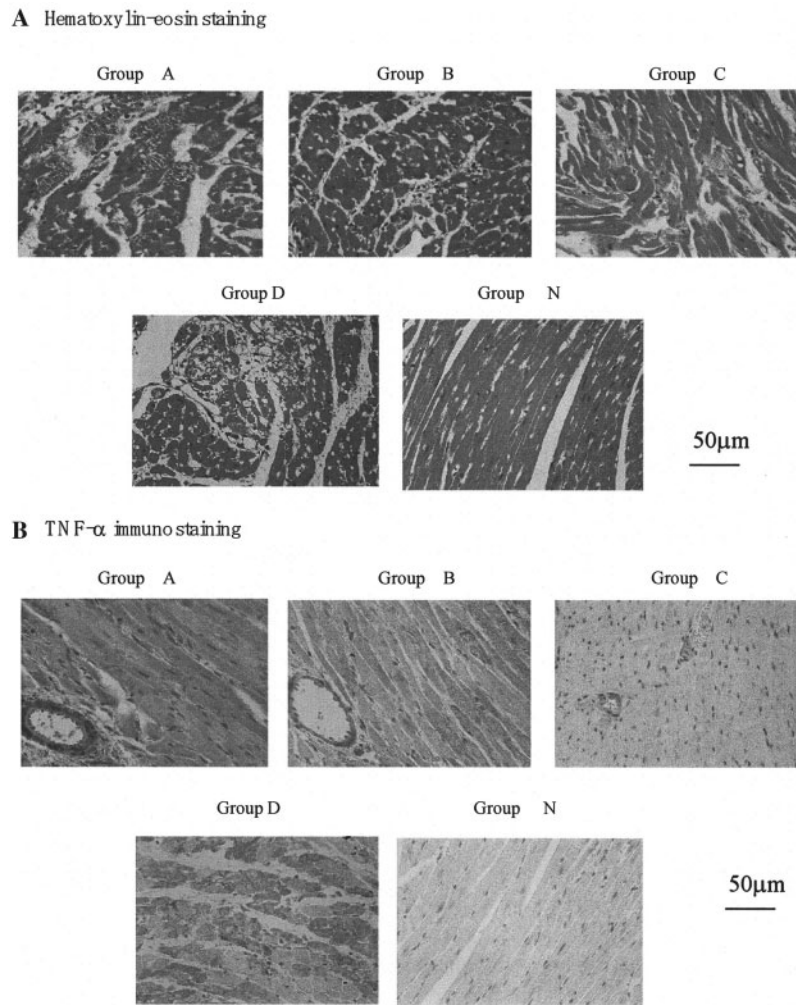 A Hematoxylin-eosin staining
Group A Group B Group C
Group D Group N
50μm
B TNF-α immunostaining
Group A Group B Group C
Group D Group N
50μm